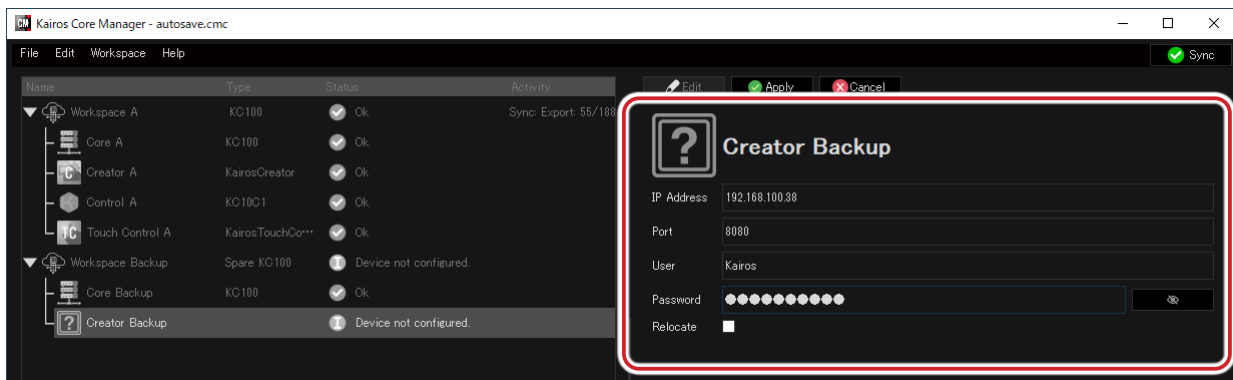 CM Kairos Core Manager - autosave.cmc
File Edit Workspace Help
Sync
Name Type Status Activity
Edit Apply Cancel
Workspace A KC100 Ok Sync: Export: 55/188
Core A KC100 Ok
C Creator A KairosCreator Ok
Control A KC10C1 Ok
TC Touch Control A KairosTouchCo···
Ok
Workspace Backup Spare KC100 Device not configured.
Core Backup KC100 Ok
? Creator Backup Device not configured.
? Creator Backup
IP Address 192.168.100.38
Port 8080
User Kairos
Password ●●●●●●●●●●
Relocate